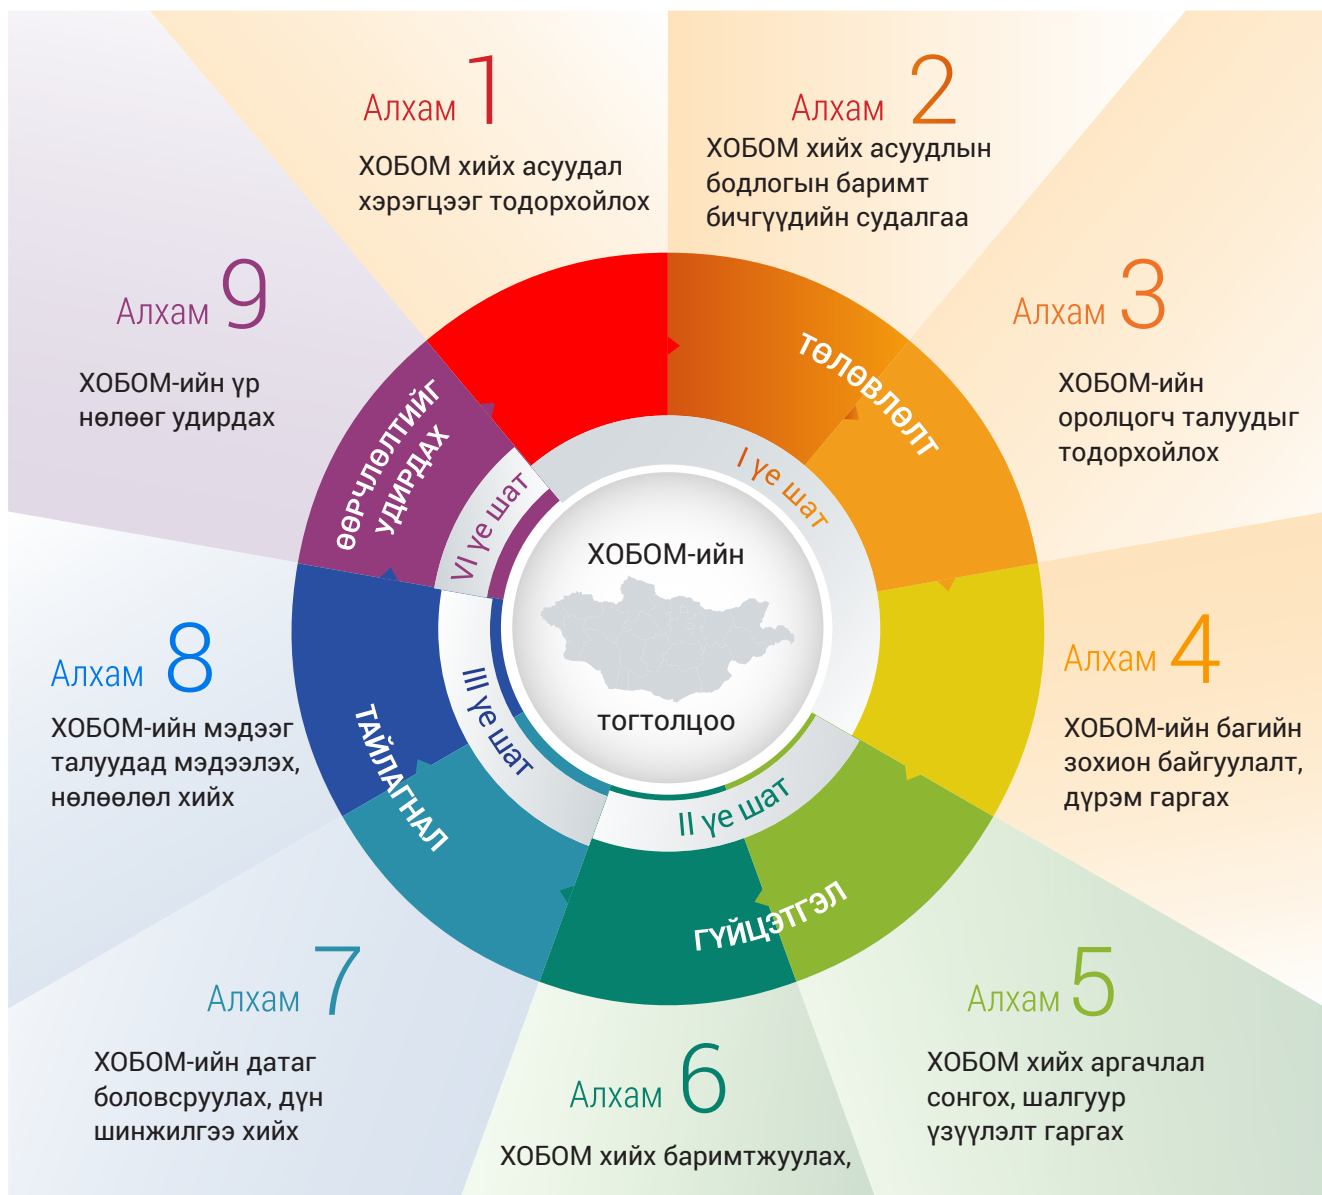 Алхам 1
ХОБОМ хийх асуудал
хэрэгцээг тодорхойлох
Алхам 2
ХОБОМ хийх асуудлын
бодлогын баримт
бичгүүдийн судалгаа
Алхам 3
ХОБОМ-ийн
оролцогч талуудыг
тодорхойлох
Алхам 4
ХОБОМ-ийн багийн
зохион байгуулалт,
дүрэм гаргах
Алхам 5
ХОБОМ хийх аргачлал
сонгох, шалгуур
үзүүлэлт гаргах
Алхам 6
ХОБОМ хийх баримтжуулах,
Алхам 7
ХОБОМ-ийн датаг
боловсруулах, дүн
шинжилгээ хийх
Алхам 8
ХОБОМ-ийн мэдээг
талуудад мэдээлэх,
нөлөөлөл хийх
Алхам 9
ХОБОМ-ийн үр
нөлөөг удирдах
ТӨЛӨВЛӨЛТ
I үе шат
ГҮЙЦЭТГЭЛ
II үе шат
ТАЙЛАГНАЛ
III үе шат
ӨӨРЧЛӨЛТИЙГ
УДИРДАХ
VI үе шат
ХОБОМ-ийн
тогтолцоо